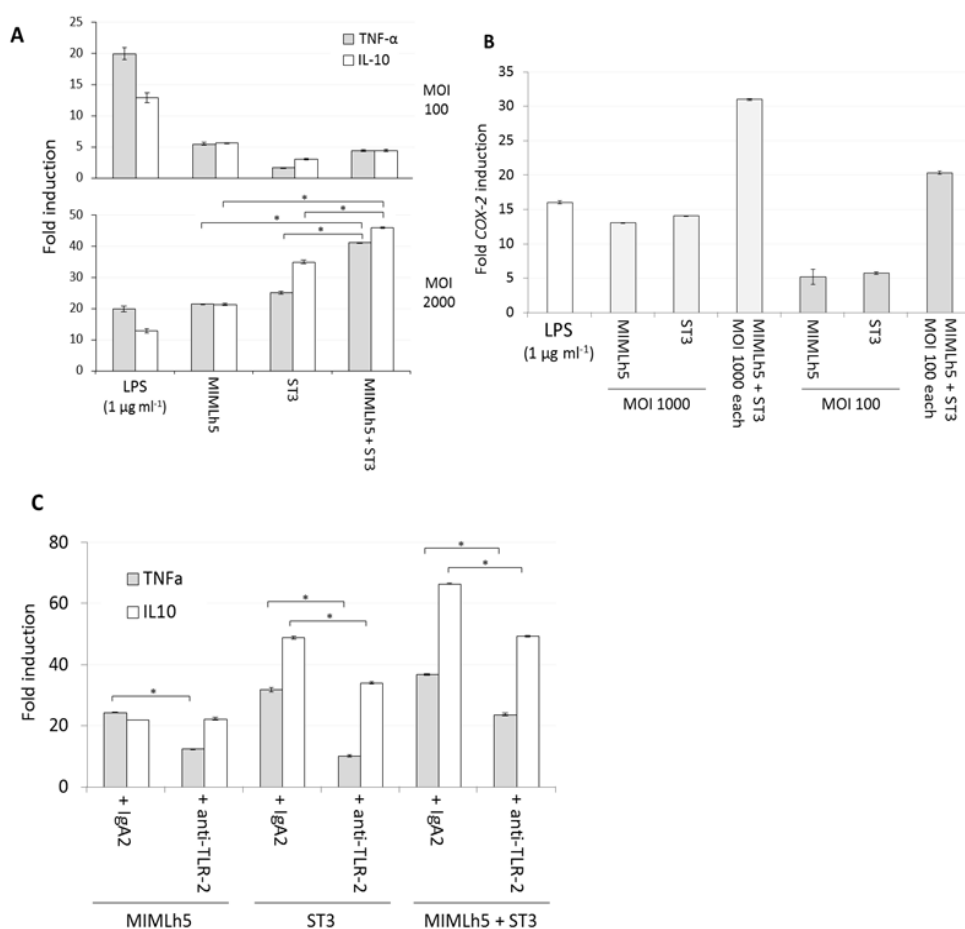 A
25
20
15
10
5
0
TNF-α
IL-10
MOI
100
Fold induction
50
40
30
20
10
0
*
*
*
*
MOI
2000
LPS
(1 µg ml⁻¹)
MIMLh5
ST3
MIMLh5 + ST3
B
35
30
25
20
15
10
5
0
Fold COX-2 induction
LPS
(1 µg ml⁻¹)
MIMLh5
ST3
MOI 1000
MIMLh5 + ST3
MOI 1000 each
MIMLh5
ST3
MOI 100
MIMLh5 + ST3
MOI 100 each
C
80
60
40
20
0
Fold induction
TNFa
IL10
*
*
*
*
*
+ IgA2
+ anti-TLR-2
+ IgA2
+ anti-TLR-2
+ IgA2
+ anti-TLR-2
MIMLh5
ST3
MIMLh5 + ST3